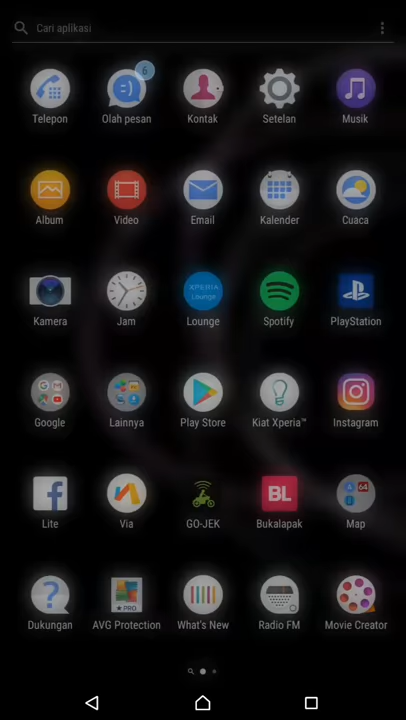 Cari aplikasi
6
Telepon Olah pesan Kontak Setelan Musik
Album Video Email Kalender Cuaca
XPERIA
Lounge
Kamera Jam Lounge Spotify PlayStation
64
Google Lainnya Play Store Kiat Xperia™ Instagram
BL
Lite Via GO-JEK Bukalapak Map
PRO
Dukungan AVG Protection What's New Radio FM Movie Creator